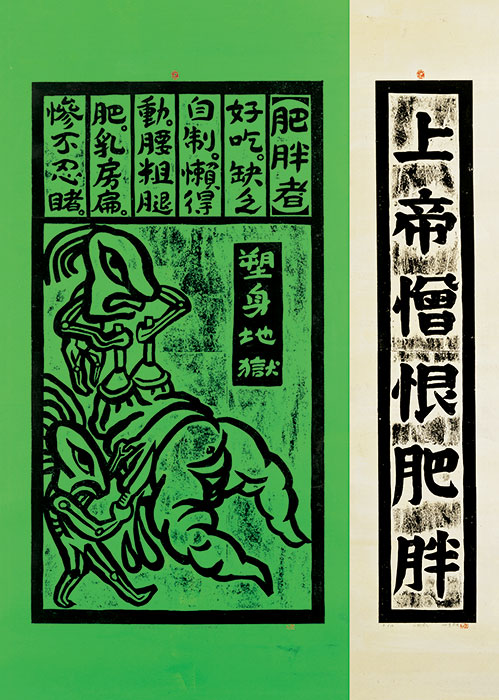 上帝憎恨肥胖
【肥胖者】
好吃。缺乏
自制。懶得
動。腰粗腿
肥。乳房扁。
慘不忍睹。
塑身地獄